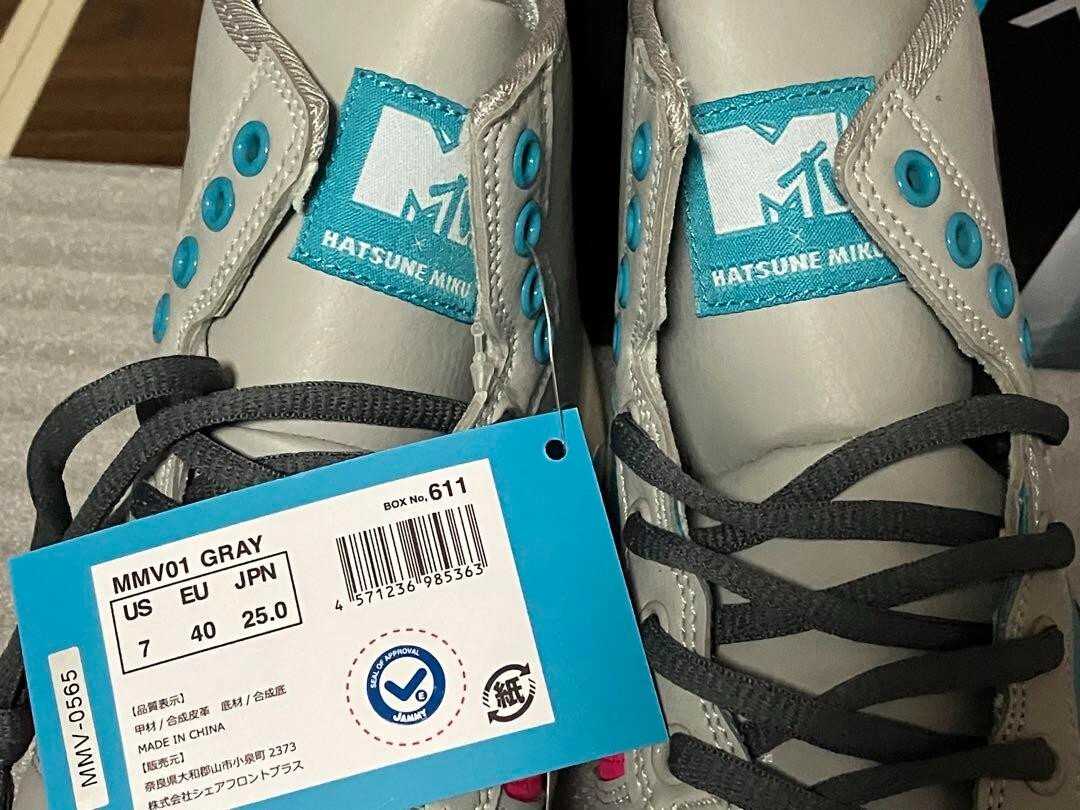 MTV
×
HATSUNE MIKU
MTV
×
HATSUNE MIKU
BOX No. 611
MMV01 GRAY
US EU JPN
7 40 25.0
4 571236 985363
SEAL OF APPROVAL
E
JAMMY
紙
MMV-0565
【品質表示】
甲材/合成皮革 底材/合成底
MADE IN CHINA
【販売元】
奈良県大和郡山市小泉町 2373
株式会社シェアフロントプラス